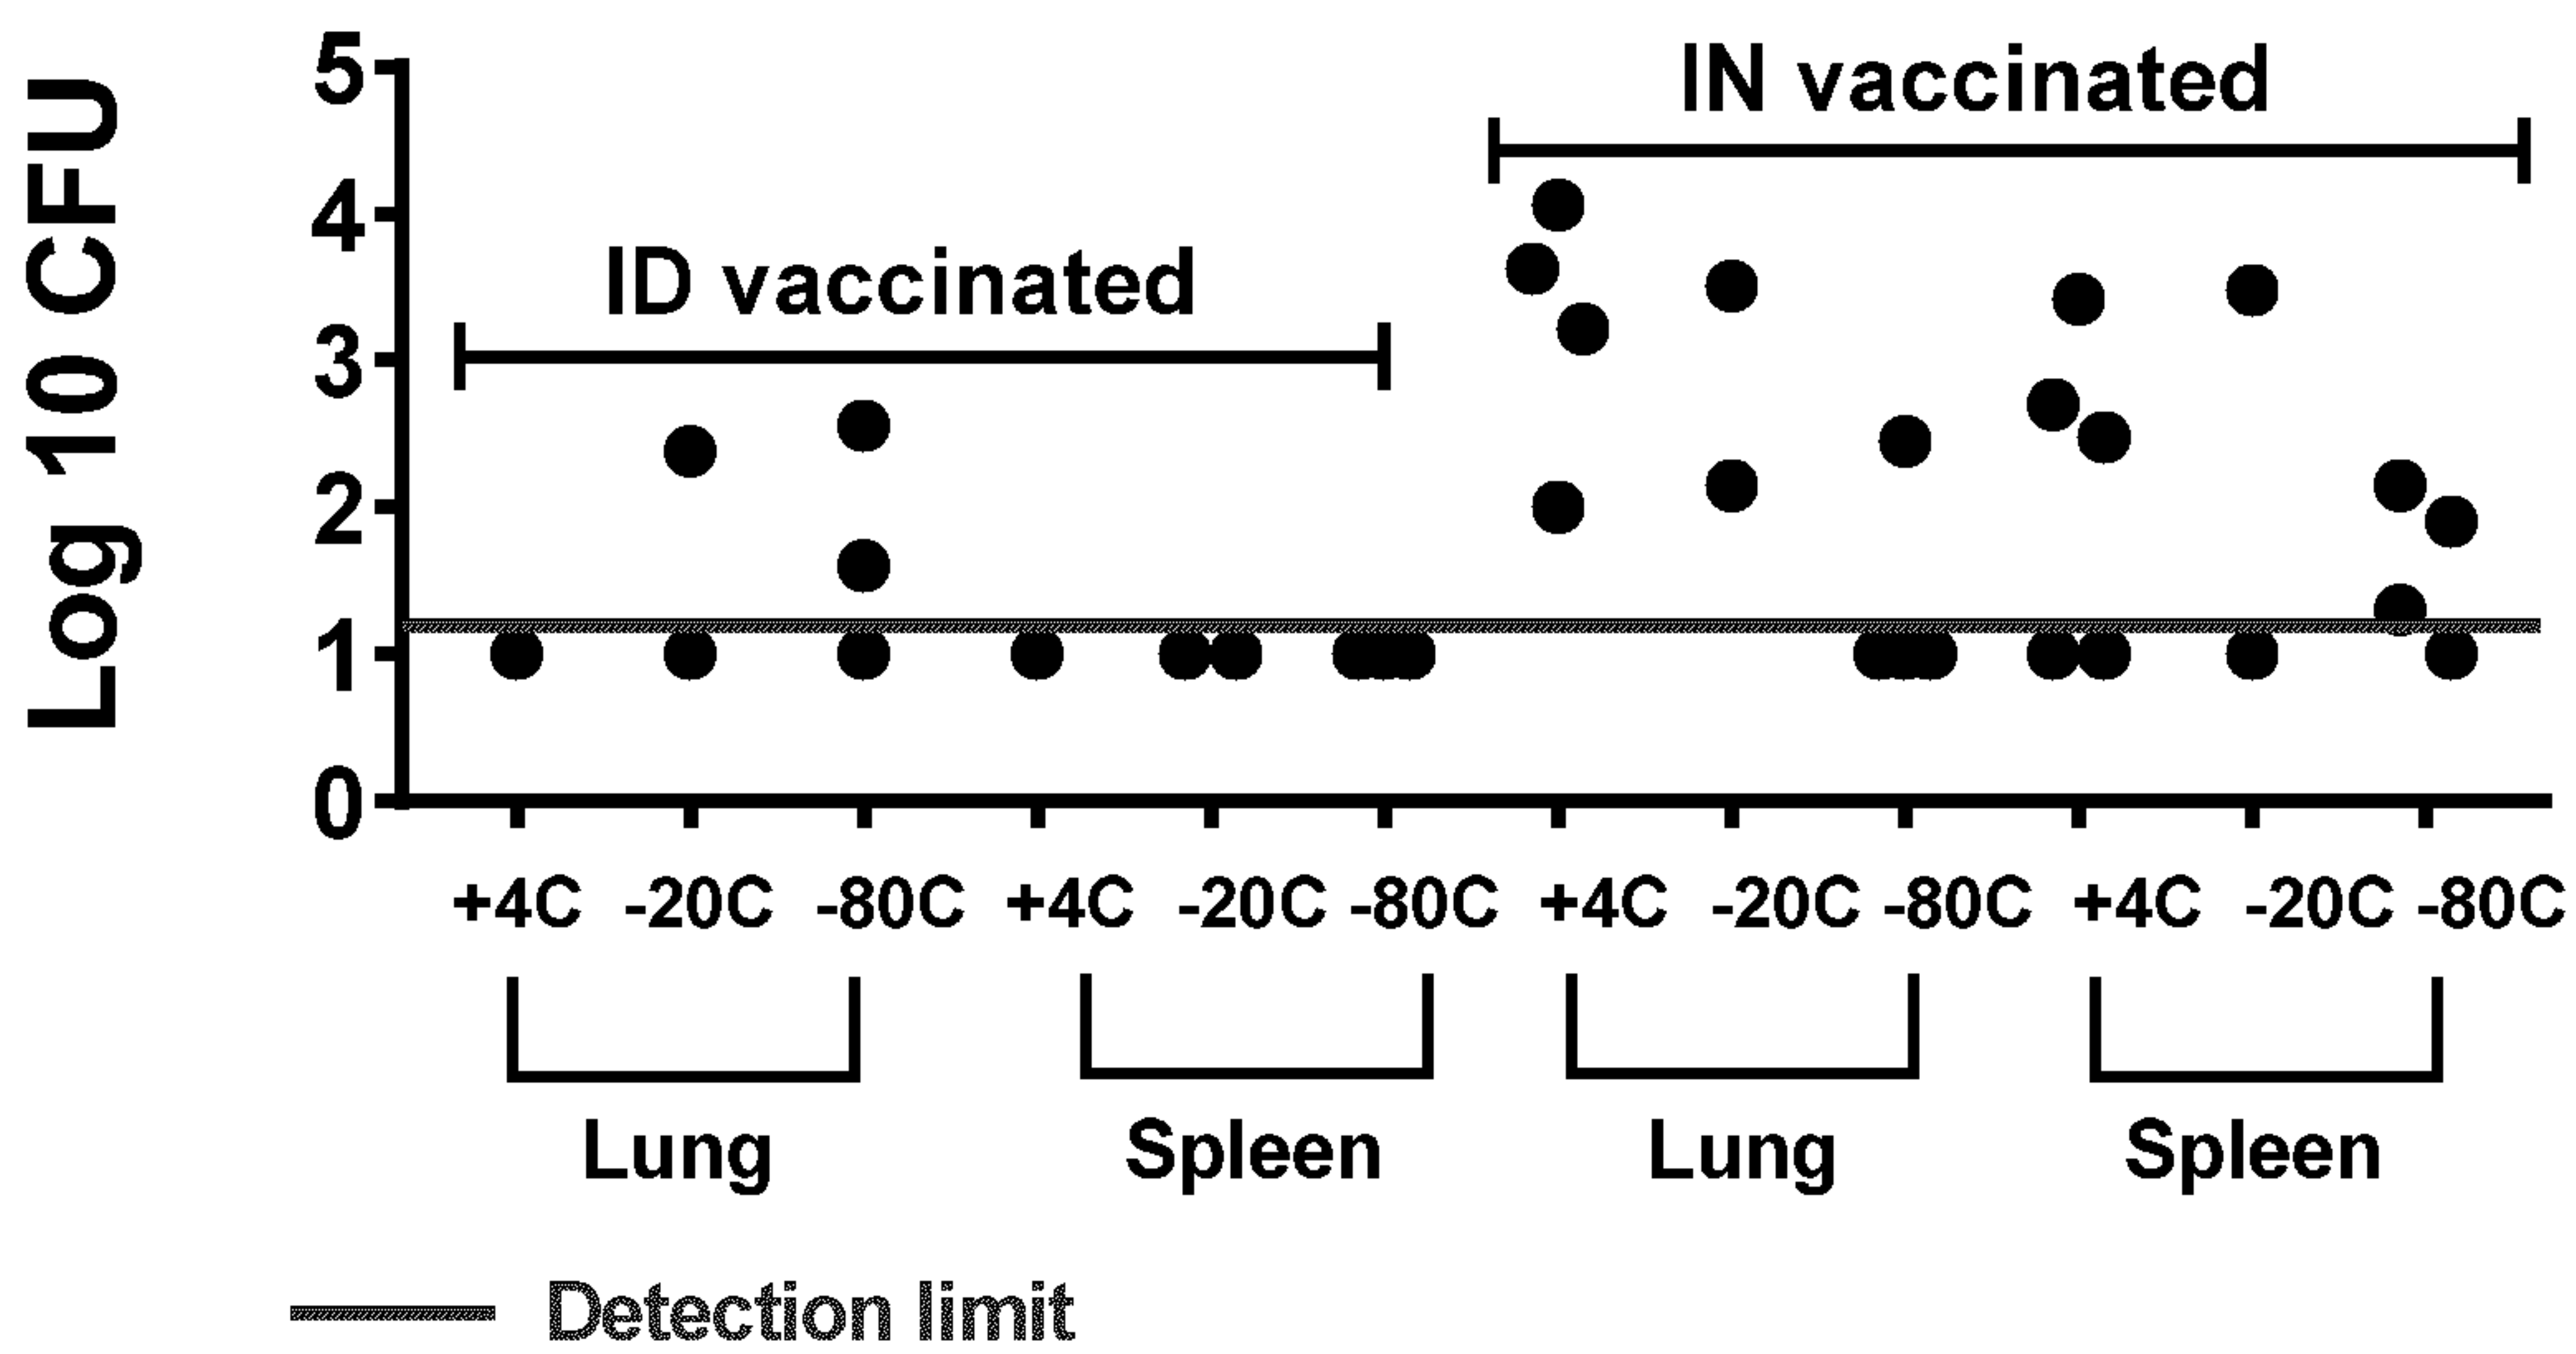 Log 10 CFU
5
4
3
2
1
0
ID vaccinated
IN vaccinated
+4C -20C -80C +4C -20C -80C +4C -20C -80C +4C -20C -80C
Lung Spleen Lung Spleen
Detection limit